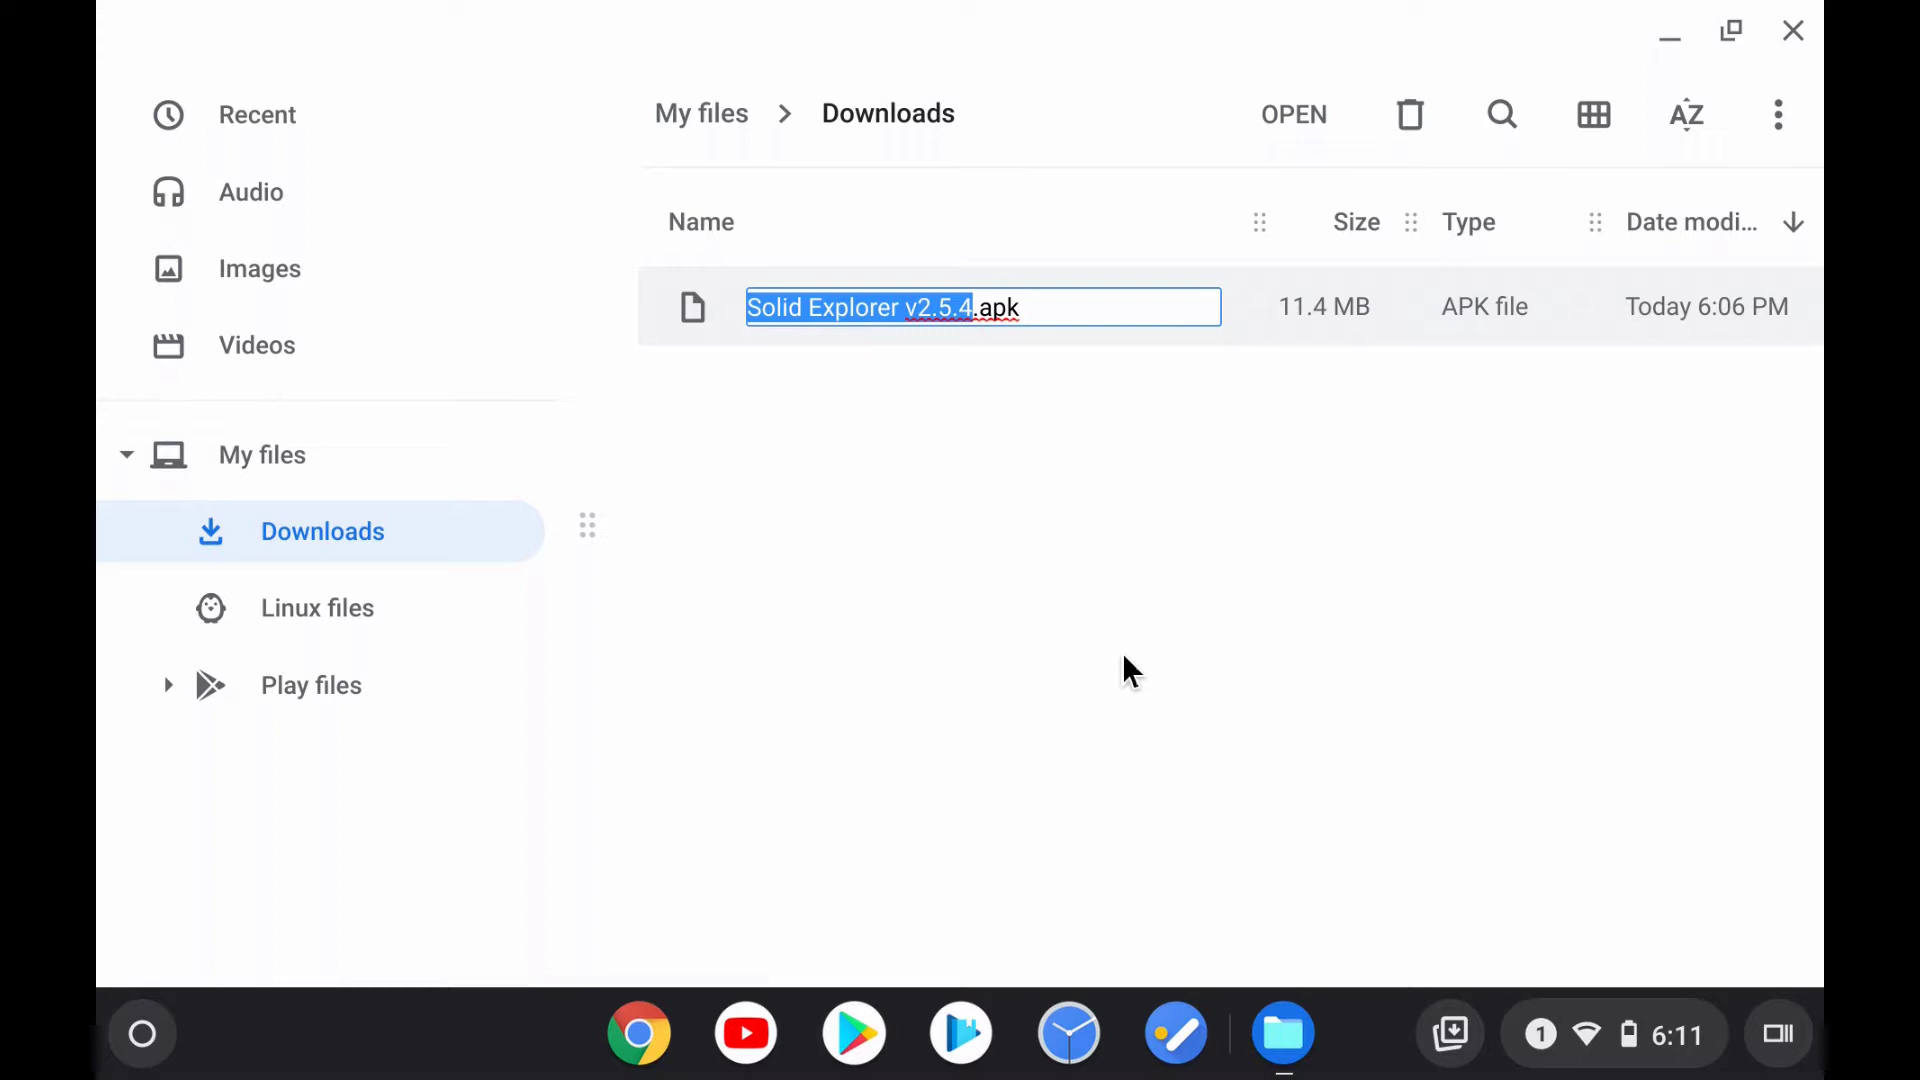 Recent
Audio
Images
Videos
My files
Downloads
Linux files
Play files
My files > Downloads
OPEN
AZ
Name
Size
Type
Date modi...
Solid Explorer v2.5.4.apk
11.4 MB
APK file
Today 6:06 PM
1
6:11